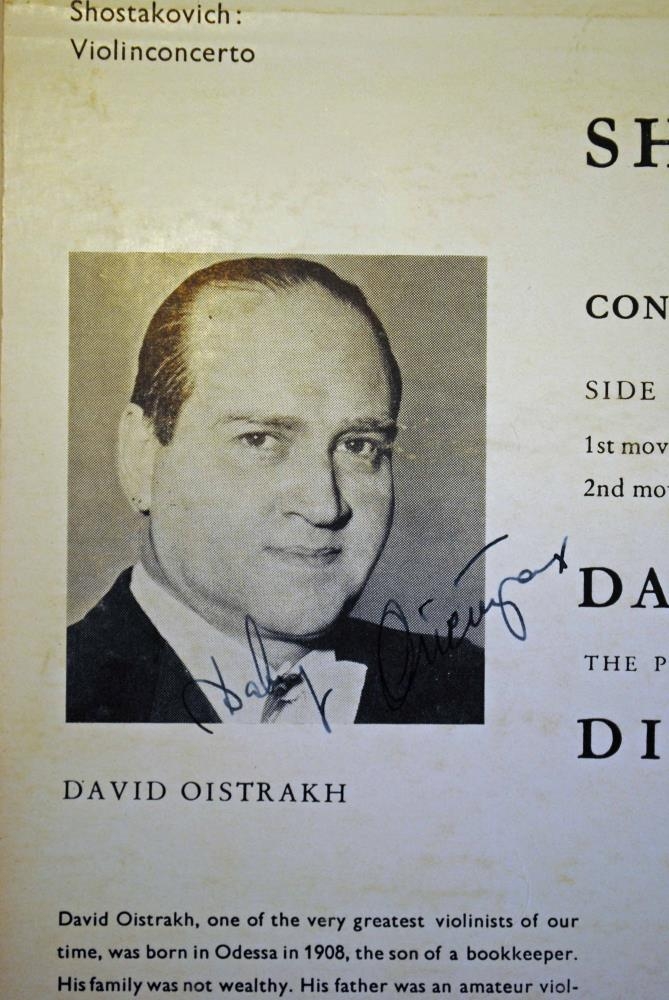 Shostakovich:
Violinconcerto
Давид Ойстрах
DAVID OISTRAKH
David Oistrakh, one of the very greatest violinists of our
time, was born in Odessa in 1908, the son of a bookkeeper.
His family was not wealthy. His father was an amateur viol-
SH
CON
SIDE
1st mov
2nd mo
DA
THE P
DI